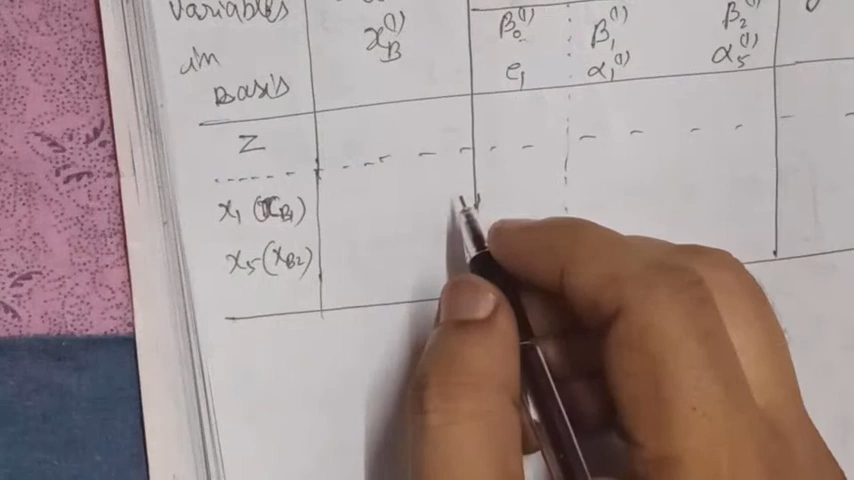 variables
in
Basis
x_B^(1)
β_0^(1) β_1^(1) β_2^(1)
e_1 α_1^(1) α_5^(1)
Z
x_1 (x_B1)
x_5 (x_B2)